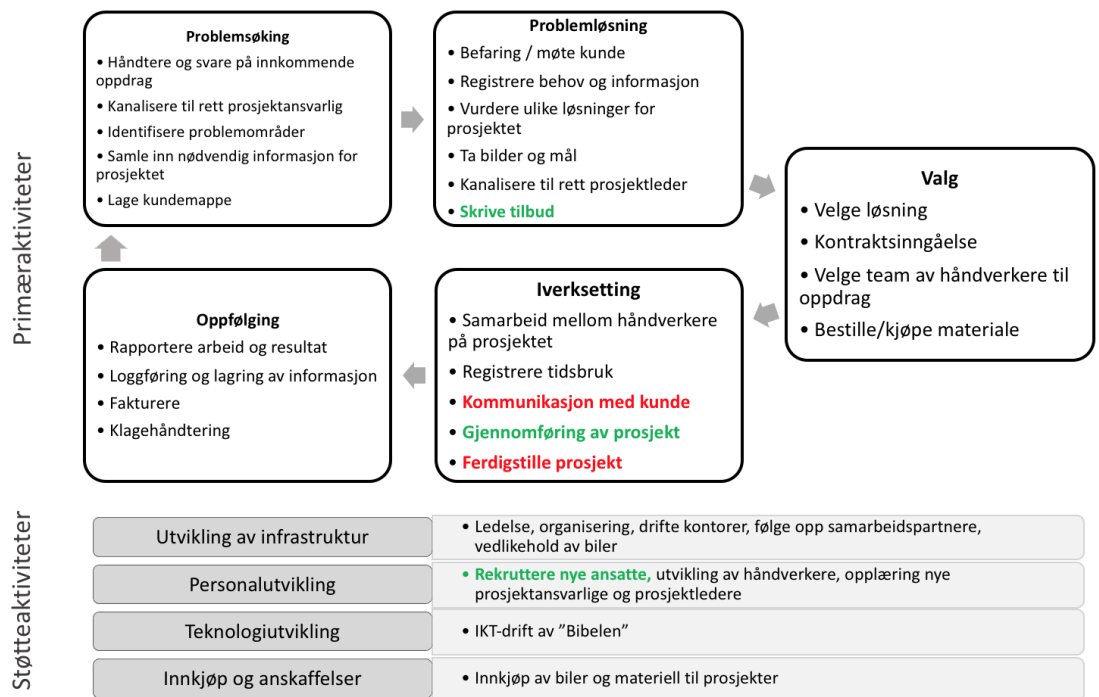 Primæraktiviteter
Problemsøking
• Håndtere og svare på innkommende
oppdrag
• Kanalisere til rett prosjektansvarlig
• Identifisere problemområder
• Samle inn nødvendig informasjon for
prosjektet
• Lage kundemappe
Problemløsning
• Befaring / møte kunde
• Registrere behov og informasjon
• Vurdere ulike løsninger for
prosjektet
• Ta bilder og mål
• Kanalisere til rett prosjektleder
• Skrive tilbud
Valg
• Velge løsning
• Kontraktsinngåelse
• Velge team av håndverkere til
oppdrag
• Bestille/kjøpe materiale
Iverksetting
• Samarbeid mellom håndverkere
på prosjektet
• Registrere tidsbruk
• Kommunikasjon med kunde
• Gjennomføring av prosjekt
• Ferdigstille prosjekt
Oppfølging
• Rapportere arbeid og resultat
• Loggføring og lagring av informasjon
• Fakturere
• Klagehåndtering
Støtteaktiviteter
Utvikling av infrastruktur
• Ledelse, organisering, drifte kontorer, følge opp samarbeidspartnere,
vedlikehold av biler
Personalutvikling
• Rekruttere nye ansatte, utvikling av håndverkere, opplæring nye
prosjektansvarlige og prosjektledere
Teknologiutvikling
• IKT-drift av ”Bibelen”
Innkjøp og anskaffelser
• Innkjøp av biler og materiell til prosjekter